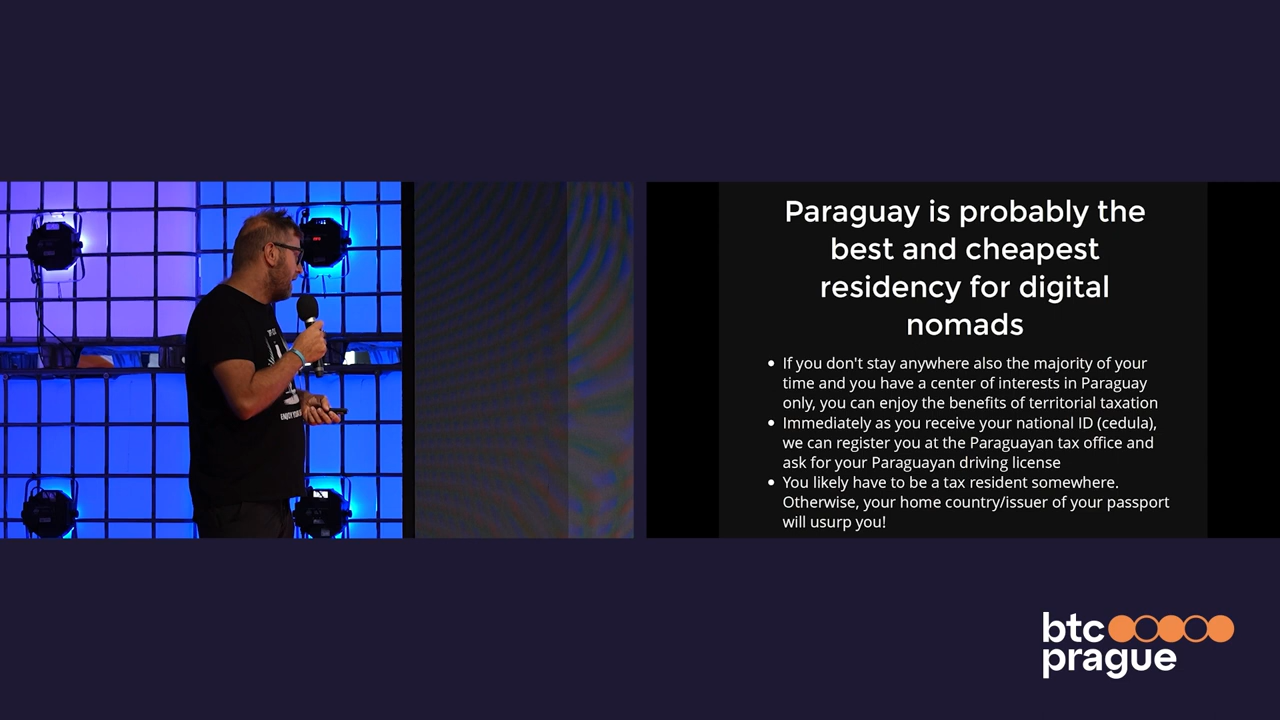 Paraguay is probably the
best and cheapest
residency for digital
nomads
• If you don't stay anywhere also the majority of your
time and you have a center of interests in Paraguay
only, you can enjoy the benefits of territorial taxation
• Immediately as you receive your national ID (cedula),
we can register you at the Paraguayan tax office and
ask for your Paraguayan driving license
• You likely have to be a tax resident somewhere.
Otherwise, your home country/issuer of your passport
will usurp you!
btc
prague